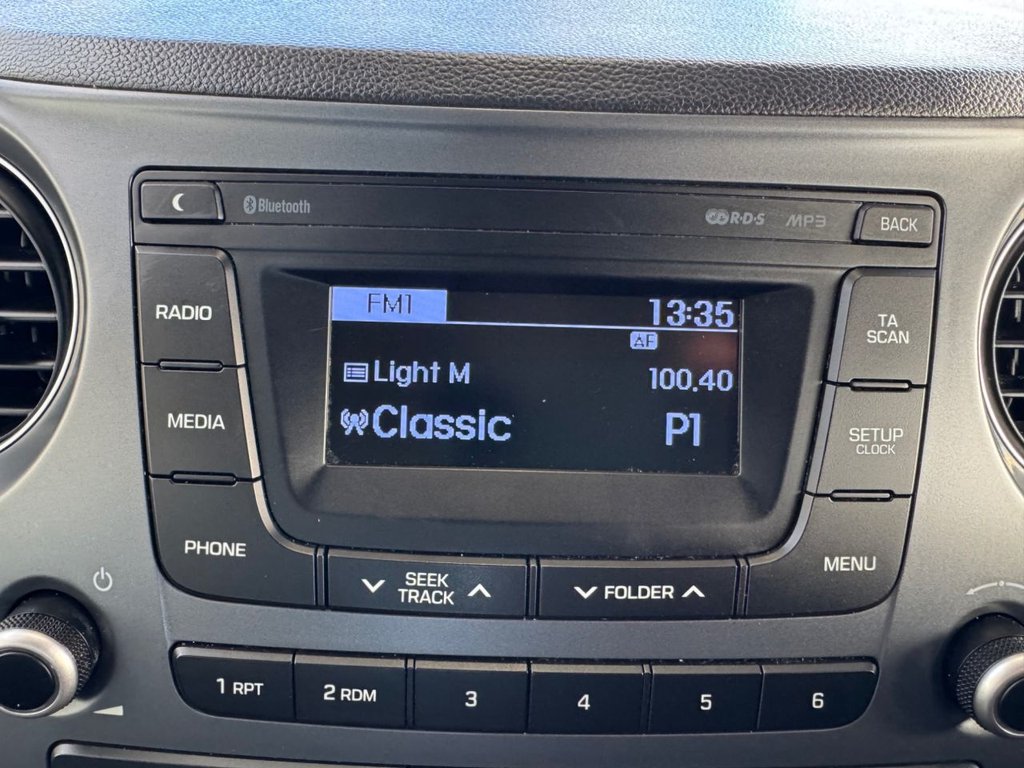 Bluetooth
R·D·S MP3
BACK
RADIO
MEDIA
PHONE
FM1
13:35
AF
Light M
100.40
Classic
P1
TA
SCAN
SETUP
CLOCK
MENU
SEEK
TRACK
FOLDER
1 RPT
2 RDM
3
4
5
6